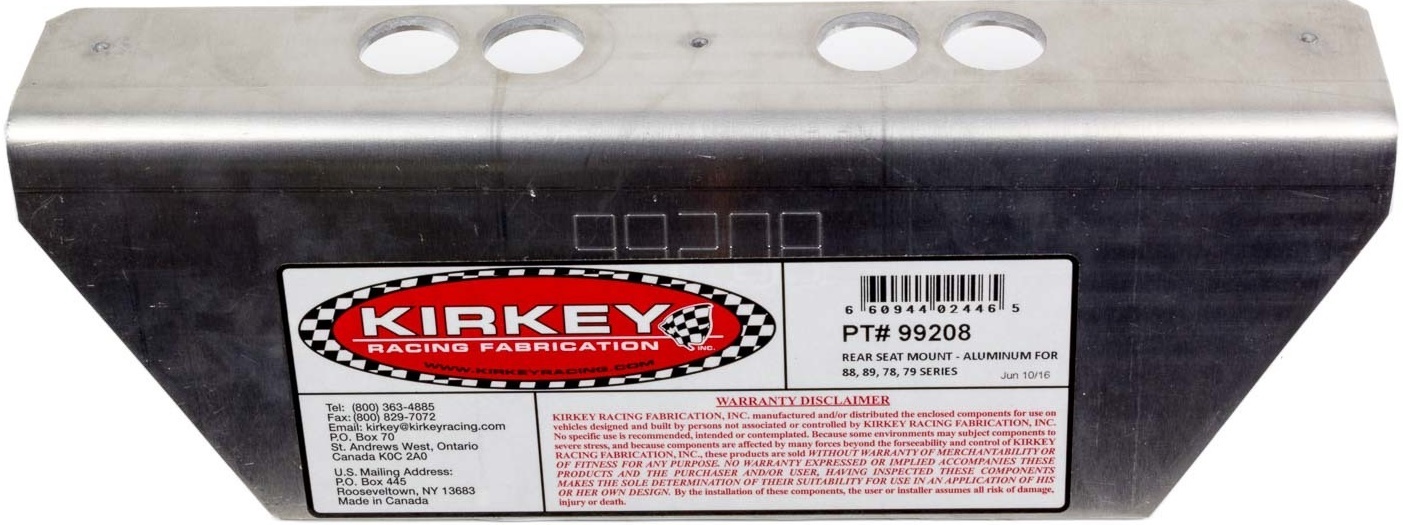 99208
KIRKEY
RACING FABRICATION
INC.
WWW.KIRKEYRACING.COM
6 60944 02446 5
PT# 99208
REAR SEAT MOUNT - ALUMINUM FOR
88, 89, 78, 79 SERIES
Jun 10/16
Tel: (800) 363-4885
Fax: (800) 829-7072
Email: kirkey@kirkeyracing.com
P.O. Box 70
St. Andrews West, Ontario
Canada K0C 2A0
U.S. Mailing Address:
P.O. Box 445
Rooseveltown, NY 13683
Made in Canada
WARRANTY DISCLAIMER
KIRKEY RACING FABRICATION, INC. manufactured and/or distributed the enclosed components for use on
vehicles designed and built by persons not associated or controlled by KIRKEY RACING FABRICATION, INC.
No specific use is recommended, intended or contemplated. Because some environments may subject components to
severe stress, and because components are affected by many forces beyond the forseeability and control of KIRKEY
RACING FABRICATION, INC., these products are sold WITHOUT WARRANTY OF MERCHANTABILITY OR
OF FITNESS FOR ANY PURPOSE. NO WARRANTY EXPRESSED OR IMPLIED ACCOMPANIES THESE
PRODUCTS AND THE PURCHASER AND/OR USER, HAVING INSPECTED THESE COMPONENTS
MAKES THE SOLE DETERMINATION OF THEIR SUITABILITY FOR USE IN AN APPLICATION OF HIS
OR HER OWN DESIGN. By the installation of these components, the user or installer assumes all risk of damage,
injury or death.